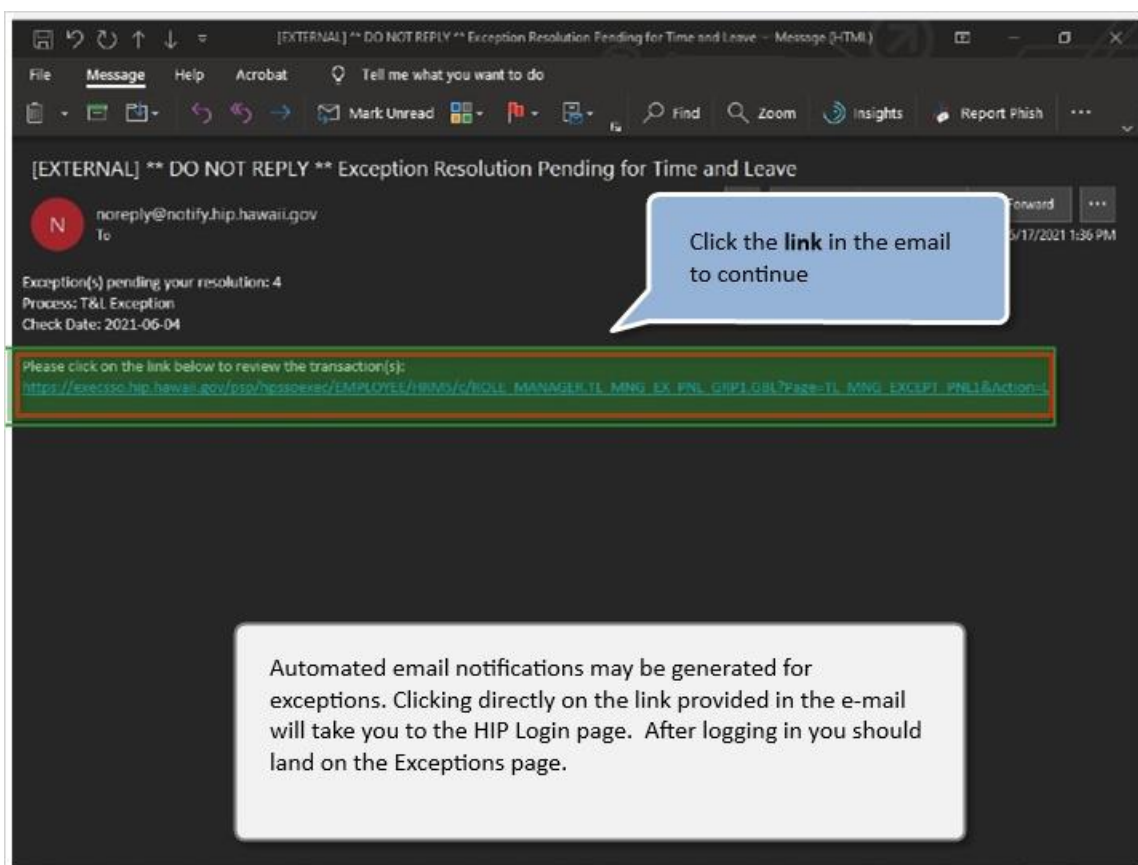 [EXTERNAL] ** DO NOT REPLY ** Exception Resolution Pending for Time and Leave - Message (HTML)
File Message Help Acrobat Tell me what you want to do
Mark Unread Find Zoom Insights Report Phish
[EXTERNAL] ** DO NOT REPLY ** Exception Resolution Pending for Time and Leave
Forward
N
noreply@notify.hip.hawaii.gov
To
5/17/2021 1:36 PM
Click the link in the email
to continue
Exception(s) pending your resolution: 4
Process: T&L Exception
Check Date: 2021-06-04
Please click on the link below to review the transaction(s):
https://execsso.hip.hawaii.gov/psp/hpssoexec/EMPLOYEE/HRMS/c/ROLE_MANAGER.TL_MNG_EX_PNL_GRP1.GBL?Page=TL_MNG_EXCEPT_PNL1&Action=L
Automated email notifications may be generated for
exceptions. Clicking directly on the link provided in the e-mail
will take you to the HIP Login page. After logging in you should
land on the Exceptions page.